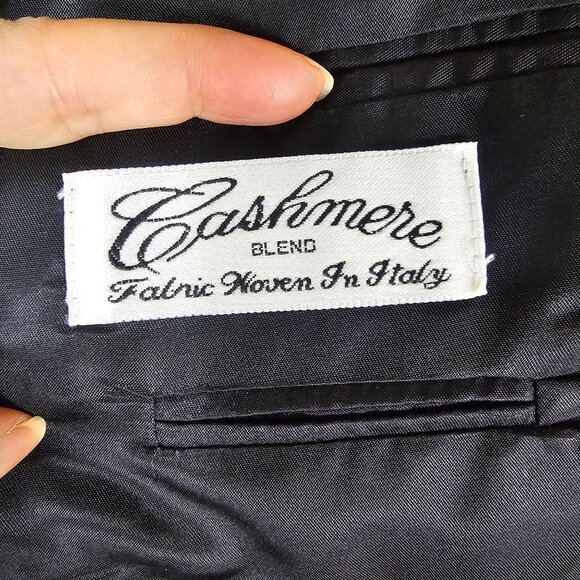 Cashmere
BLEND
Fabric Woven In Italy